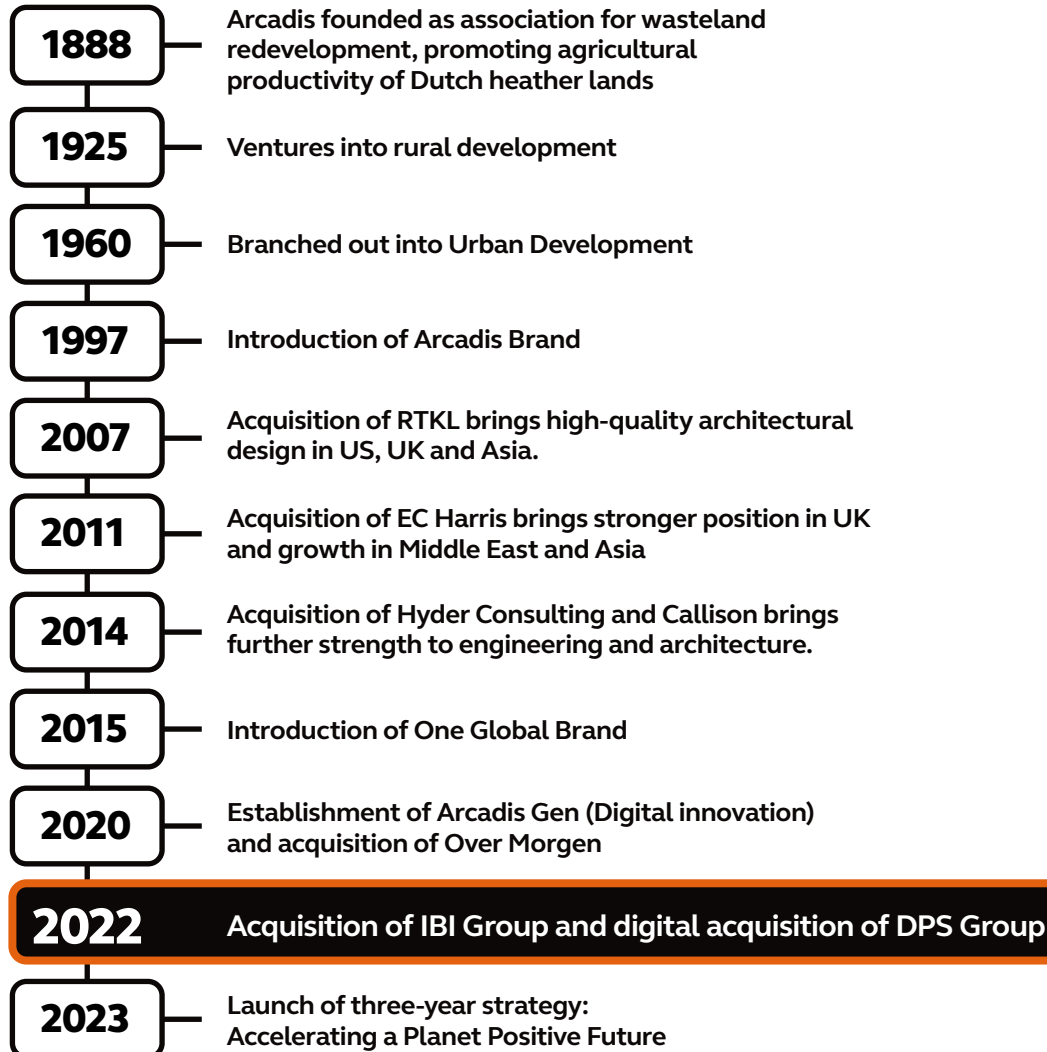 1888
Arcadis founded as association for wasteland
redevelopment, promoting agricultural
productivity of Dutch heather lands
1925
Ventures into rural development
1960
Branched out into Urban Development
1997
Introduction of Arcadis Brand
2007
Acquisition of RTKL brings high-quality architectural
design in US, UK and Asia.
2011
Acquisition of EC Harris brings stronger position in UK
and growth in Middle East and Asia
2014
Acquisition of Hyder Consulting and Callison brings
further strength to engineering and architecture.
2015
Introduction of One Global Brand
2020
Establishment of Arcadis Gen (Digital innovation)
and acquisition of Over Morgen
2022
Acquisition of IBI Group and digital acquisition of DPS Group
2023
Launch of three-year strategy:
Accelerating a Planet Positive Future